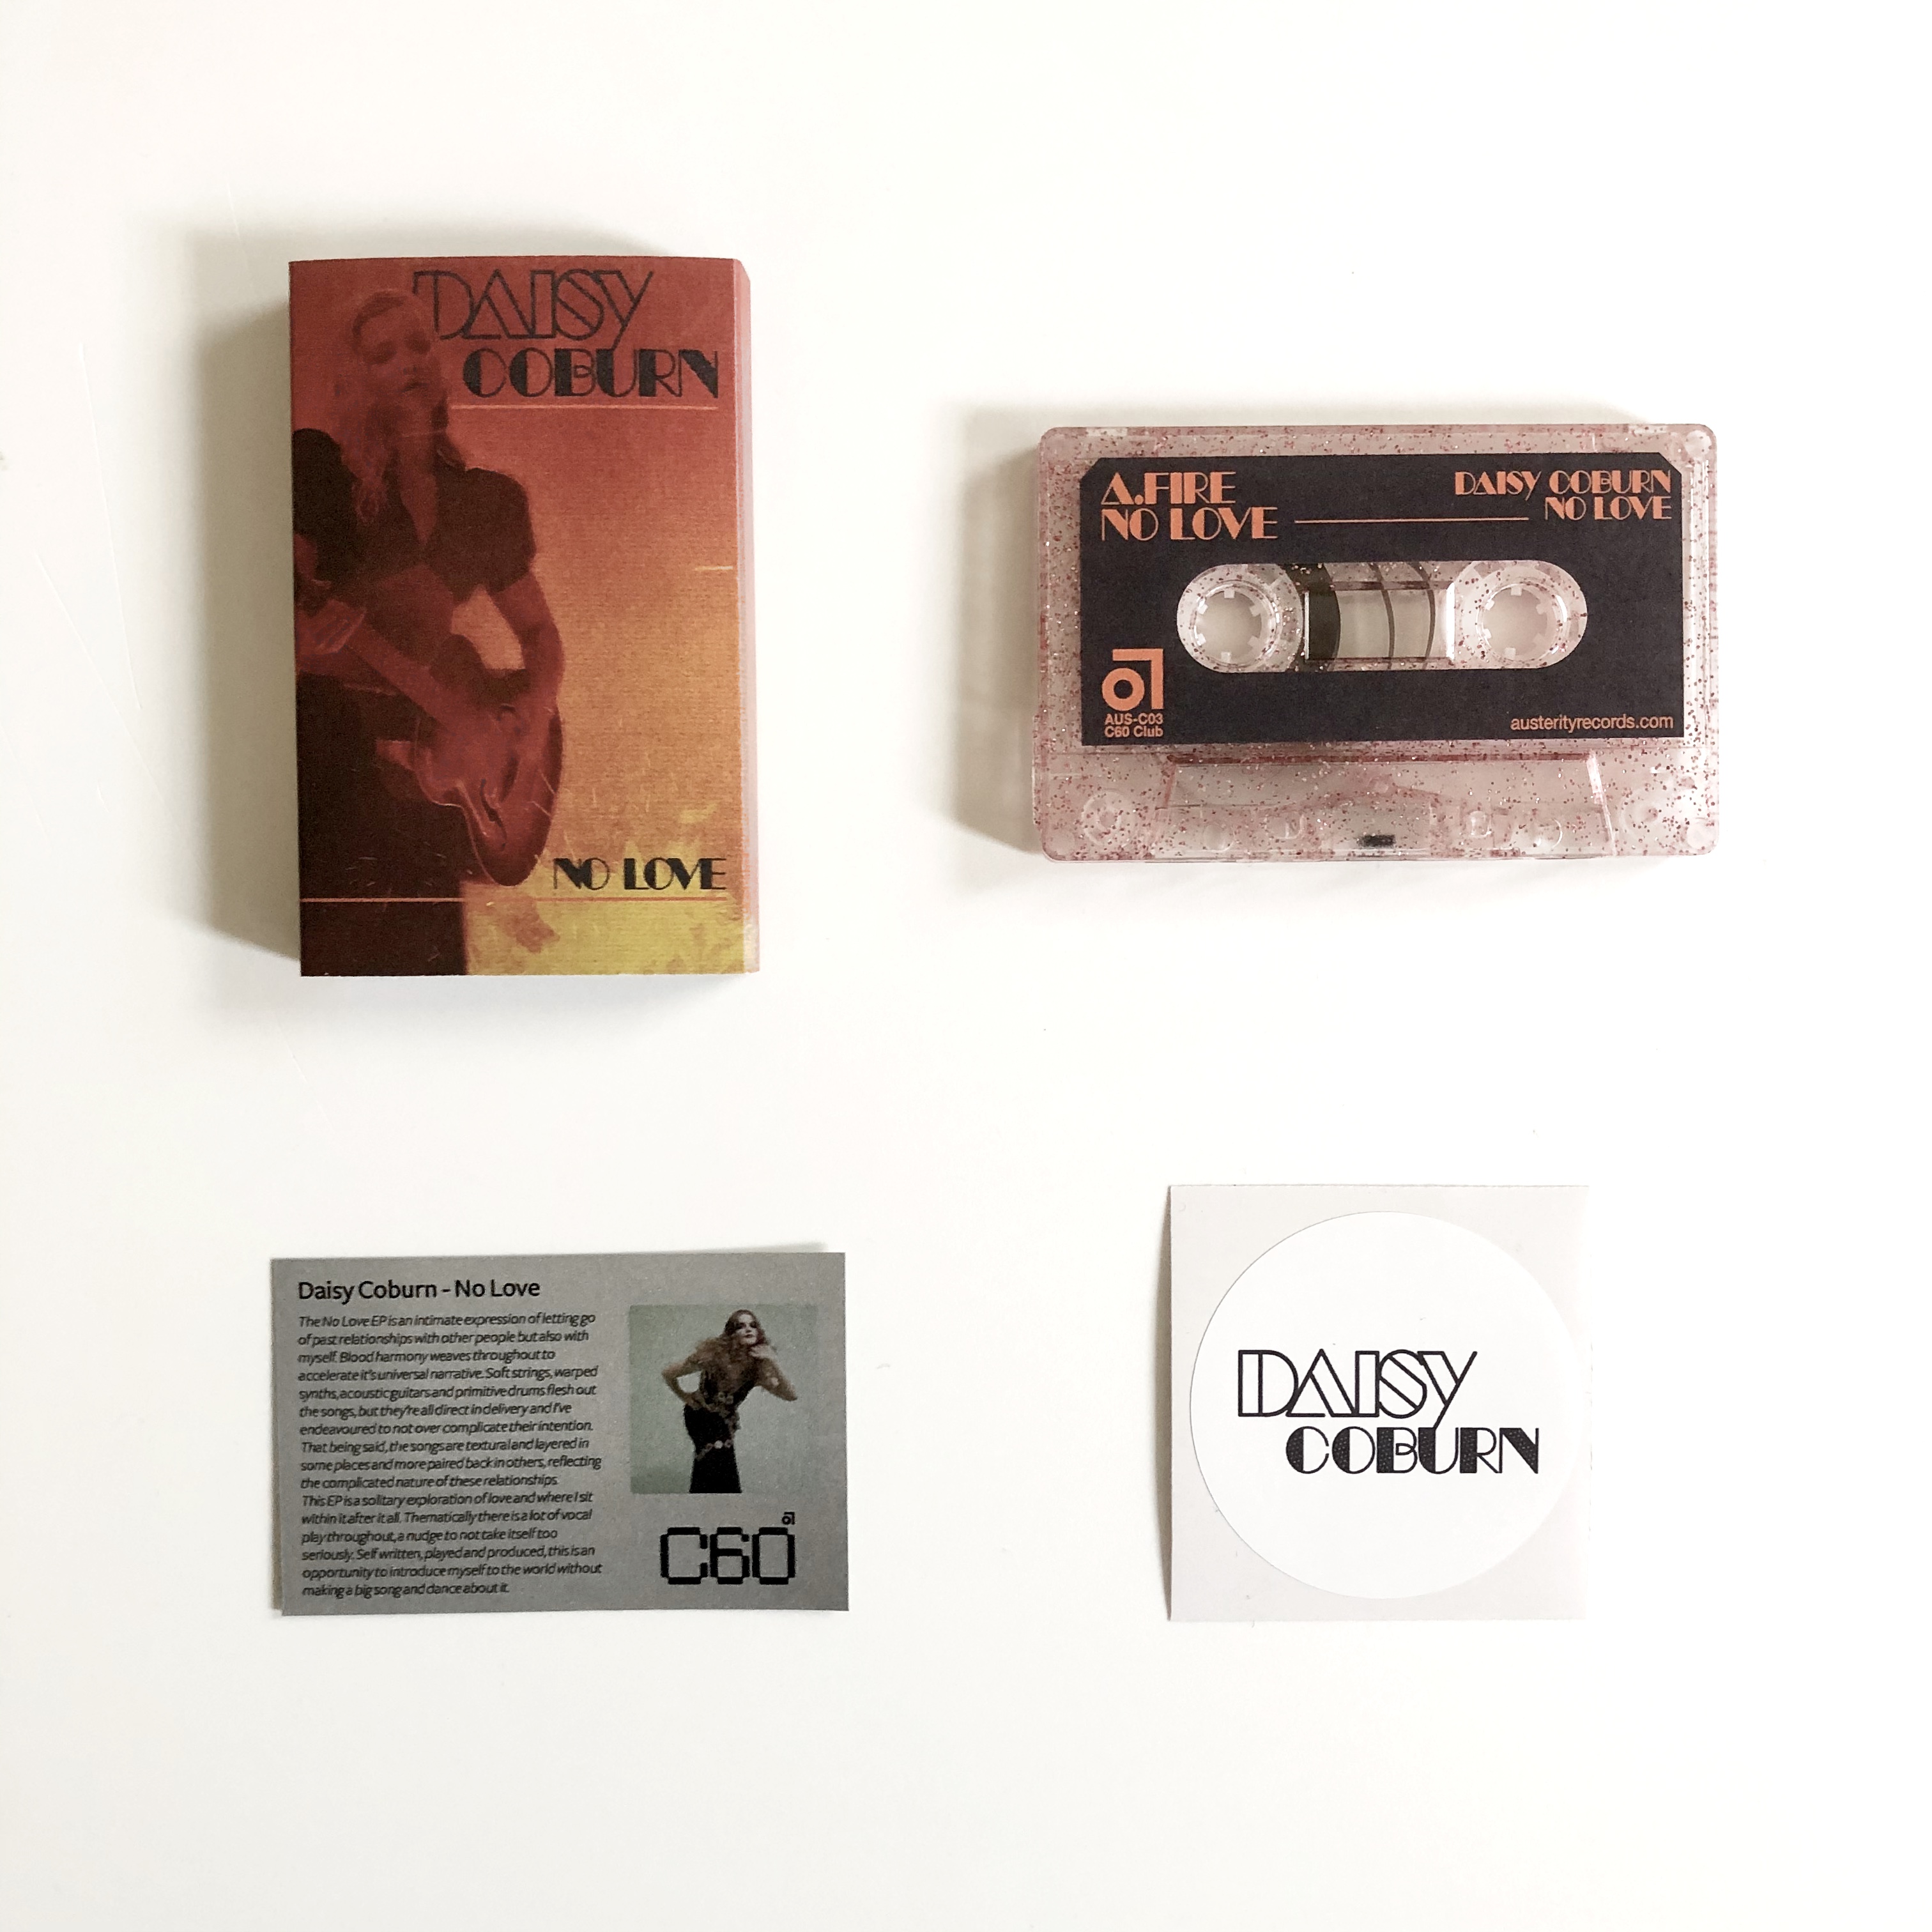 DAISY
COBURN
NO LOVE
A.FIRE
NO LOVE
DAISY COBURN
NO LOVE
AUS-C03
C60 Club
austerityrecords.com
Daisy Coburn - No Love
The No Love EP is an intimate expression of letting go
of past relationships with other people but also with
myself. Blood harmony weaves throughout to
accelerate it's universal narrative. Soft strings, warped
synths, acoustic guitars and primitive drums flesh out
the songs, but they're all direct in delivery and I've
endeavoured to not over complicate their intention.
That being said, the songs are textural and layered in
some places and more paired back in others, reflecting
the complicated nature of these relationships.
This EP is a solitary exploration of love and where I sit
within it after it all. Thematically there is a lot of vocal
play throughout, a nudge to not take itself too
seriously. Self written, played and produced, this is an
opportunity to introduce myself to the world without
making a big song and dance about it.
C60
DAISY
COBURN